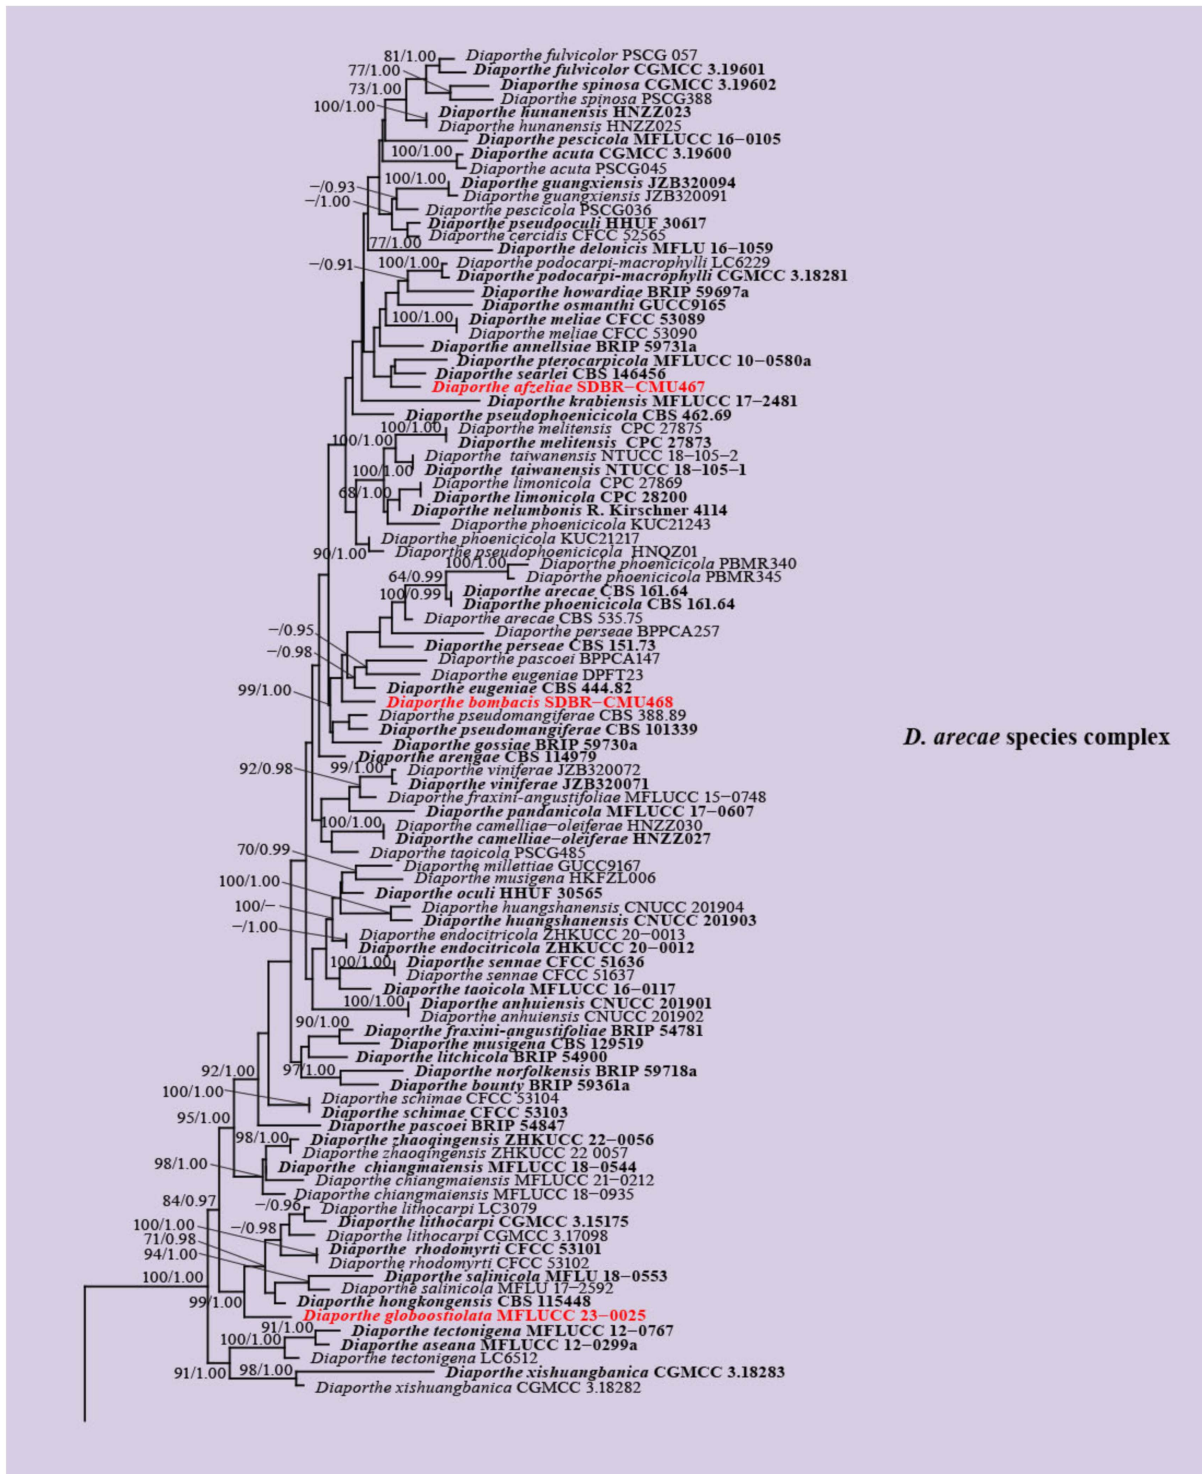 81/1.00
Diaporthe fulvicolor PSCG 057
77/1.00
Diaporthe fulvicolor CGMCC 3.19601
73/1.00
Diaporthe spinosa CGMCC 3.19602
Diaporthe spinosa PSCG388
100/1.00
Diaporthe hunanensis HNZZ023
Diaporthe hunanensis HNZZ025
Diaporthe pescicola MFLUCC 16−0105
100/1.00
Diaporthe acuta CGMCC 3.19600
Diaporthe acuta PSCG045
−/0.93
100/1.00
Diaporthe guangxiensis JZB320094
−/1.00
Diaporthe guangxiensis JZB320091
Diaporthe pescicola PSCG036
Diaporthe pseudooculi HHUF 30617
Diaporthe cercidis CFCC 52565
77/1.00
Diaporthe delonicis MFLU 16−1059
−/0.91
100/1.00
Diaporthe podocarpi-macrophylli LC6229
Diaporthe podocarpi-macrophylli CGMCC 3.18281
Diaporthe howardiae BRIP 59697a
Diaporthe osmanthi GUCC9165
100/1.00
Diaporthe meliae CFCC 53089
Diaporthe meliae CFCC 53090
Diaporthe annellsiae BRIP 59731a
Diaporthe pterocarpicola MFLUCC 10−0580a
Diaporthe searlei CBS 146456
Diaporthe afzeliae SDBR−CMU467
Diaporthe krabiensis MFLUCC 17−2481
Diaporthe pseudophoenicicola CBS 462.69
100/1.00
Diaporthe melitensis CPC 27875
100/1.00
Diaporthe melitensis CPC 27873
Diaporthe taiwanensis NTUCC 18−105−2
100/1.00
Diaporthe taiwanensis NTUCC 18−105−1
Diaporthe limonicola CPC 27869
68/1.00
Diaporthe limonicola CPC 28200
Diaporthe nelumbonis R. Kirschner 4114
Diaporthe phoenicicola KUC21243
Diaporthe phoenicicola KUC21217
90/1.00
Diaporthe pseudophoenicicola HNQZ01
100/1.00
Diaporthe phoenicicola PBMR340
64/0.99
Diaporthe phoenicicola PBMR345
100/0.99
Diaporthe arecae CBS 161.64
Diaporthe phoenicicola CBS 161.64
Diaporthe arecae CBS 535.75
−/0.95
Diaporthe perseae BPPCA257
−/0.98
Diaporthe perseae CBS 151.73
Diaporthe pascoei BPPCA147
Diaporthe eugeniae DPFT23
99/1.00
Diaporthe eugeniae CBS 444.82
Diaporthe bombacis SDBR−CMU468
Diaporthe pseudomangiferae CBS 388.89
Diaporthe pseudomangiferae CBS 101339
D. arecae species complex
Diaporthe gossiae BRIP 59730a
Diaporthe arengae CBS 114979
92/0.98
99/1.00
Diaporthe viniferae JZB320072
Diaporthe viniferae JZB320071
Diaporthe fraxini-angustifoliae MFLUCC 15−0748
Diaporthe pandanicola MFLUCC 17−0607
100/1.00
Diaporthe camelliae−oleiferae HNZZ030
Diaporthe camelliae−oleiferae HNZZ027
70/0.99
Diaporthe taoicola PSCG485
Diaporthe millettiae GUCC9167
100/1.00
Diaporthe musigena HKFZL006
Diaporthe oculi HHUF 30565
100/−
Diaporthe huangshanensis CNUCC 201904
Diaporthe huangshanensis CNUCC 201903
−/1.00
Diaporthe endocitricola ZHKUCC 20−0013
Diaporthe endocitricola ZHKUCC 20−0012
100/1.00
Diaporthe sennae CFCC 51636
Diaporthe sennae CFCC 51637
Diaporthe taoicola MFLUCC 16−0117
100/1.00
Diaporthe anhuiensis CNUCC 201901
Diaporthe anhuiensis CNUCC 201902
90/1.00
Diaporthe fraxini-angustifoliae BRIP 54781
Diaporthe musigena CBS 129519
Diaporthe litchicola BRIP 54900
92/1.00
97/1.00
Diaporthe norfolkensis BRIP 59718a
Diaporthe bounty BRIP 59361a
100/1.00
Diaporthe schimae CFCC 53104
Diaporthe schimae CFCC 53103
95/1.00
Diaporthe pascoei BRIP 54847
98/1.00
Diaporthe zhaoqingensis ZHKUCC 22−0056
Diaporthe zhaoqingensis ZHKUCC 22 0057
98/1.00
Diaporthe chiangmaiensis MFLUCC 18−0544
Diaporthe chiangmaiensis MFLUCC 21−0212
Diaporthe chiangmaiensis MFLUCC 18−0935
84/0.97
−/0.96
Diaporthe lithocarpi LC3079
Diaporthe lithocarpi CGMCC 3.15175
100/1.00
−/0.98
Diaporthe lithocarpi CGMCC 3.17098
71/0.98
Diaporthe rhodomyrti CFCC 53101
94/1.00
Diaporthe rhodomyrti CFCC 53102
100/1.00
Diaporthe salinicola MFLU 18−0553
Diaporthe salinicola MFLU 17−2592
99/1.00
Diaporthe hongkongensis CBS 115448
Diaporthe globoostiolata MFLUCC 23−0025
91/1.00
Diaporthe tectonigena MFLUCC 12−0767
100/1.00
Diaporthe aseana MFLUCC 12−0299a
Diaporthe tectonigena LC6512
91/1.00
98/1.00
Diaporthe xishuangbanica CGMCC 3.18283
Diaporthe xishuangbanica CGMCC 3.18282